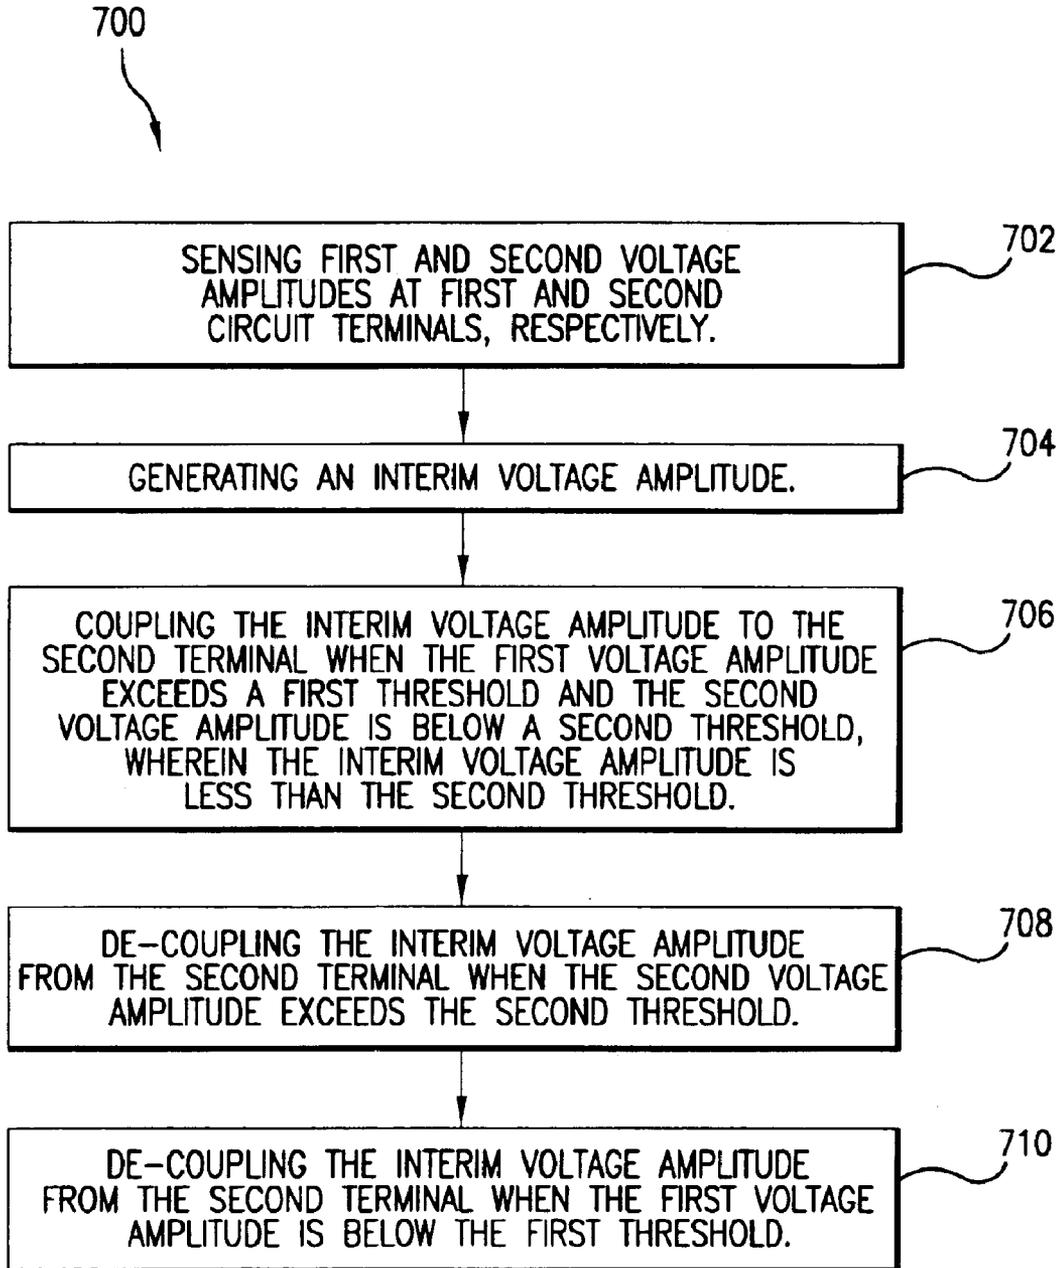 700
SENSING FIRST AND SECOND VOLTAGE
AMPLITUDES AT FIRST AND SECOND
CIRCUIT TERMINALS, RESPECTIVELY.
702
GENERATING AN INTERIM VOLTAGE AMPLITUDE.
704
COUPLING THE INTERIM VOLTAGE AMPLITUDE TO THE
SECOND TERMINAL WHEN THE FIRST VOLTAGE AMPLITUDE
EXCEEDS A FIRST THRESHOLD AND THE SECOND
VOLTAGE AMPLITUDE IS BELOW A SECOND THRESHOLD,
WHEREIN THE INTERIM VOLTAGE AMPLITUDE IS
LESS THAN THE SECOND THRESHOLD.
706
DE-COUPLING THE INTERIM VOLTAGE AMPLITUDE
FROM THE SECOND TERMINAL WHEN THE SECOND VOLTAGE
AMPLITUDE EXCEEDS THE SECOND THRESHOLD.
708
DE-COUPLING THE INTERIM VOLTAGE AMPLITUDE
FROM THE SECOND TERMINAL WHEN THE FIRST VOLTAGE
AMPLITUDE IS BELOW THE FIRST THRESHOLD.
710